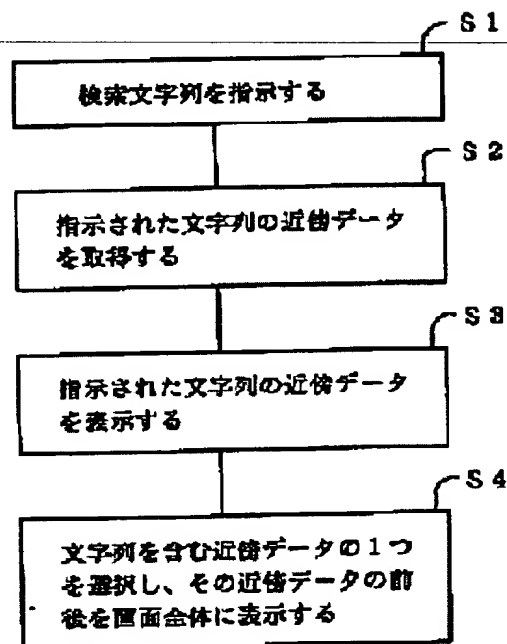 S1
検索文字列を指示する
S2
指示された文字列の近傍データ
を取得する
S3
指示された文字列の近傍データ
を表示する
S4
文字列を含む近傍データの1つ
を選択し、その近傍データの前
後を画面全体に表示する